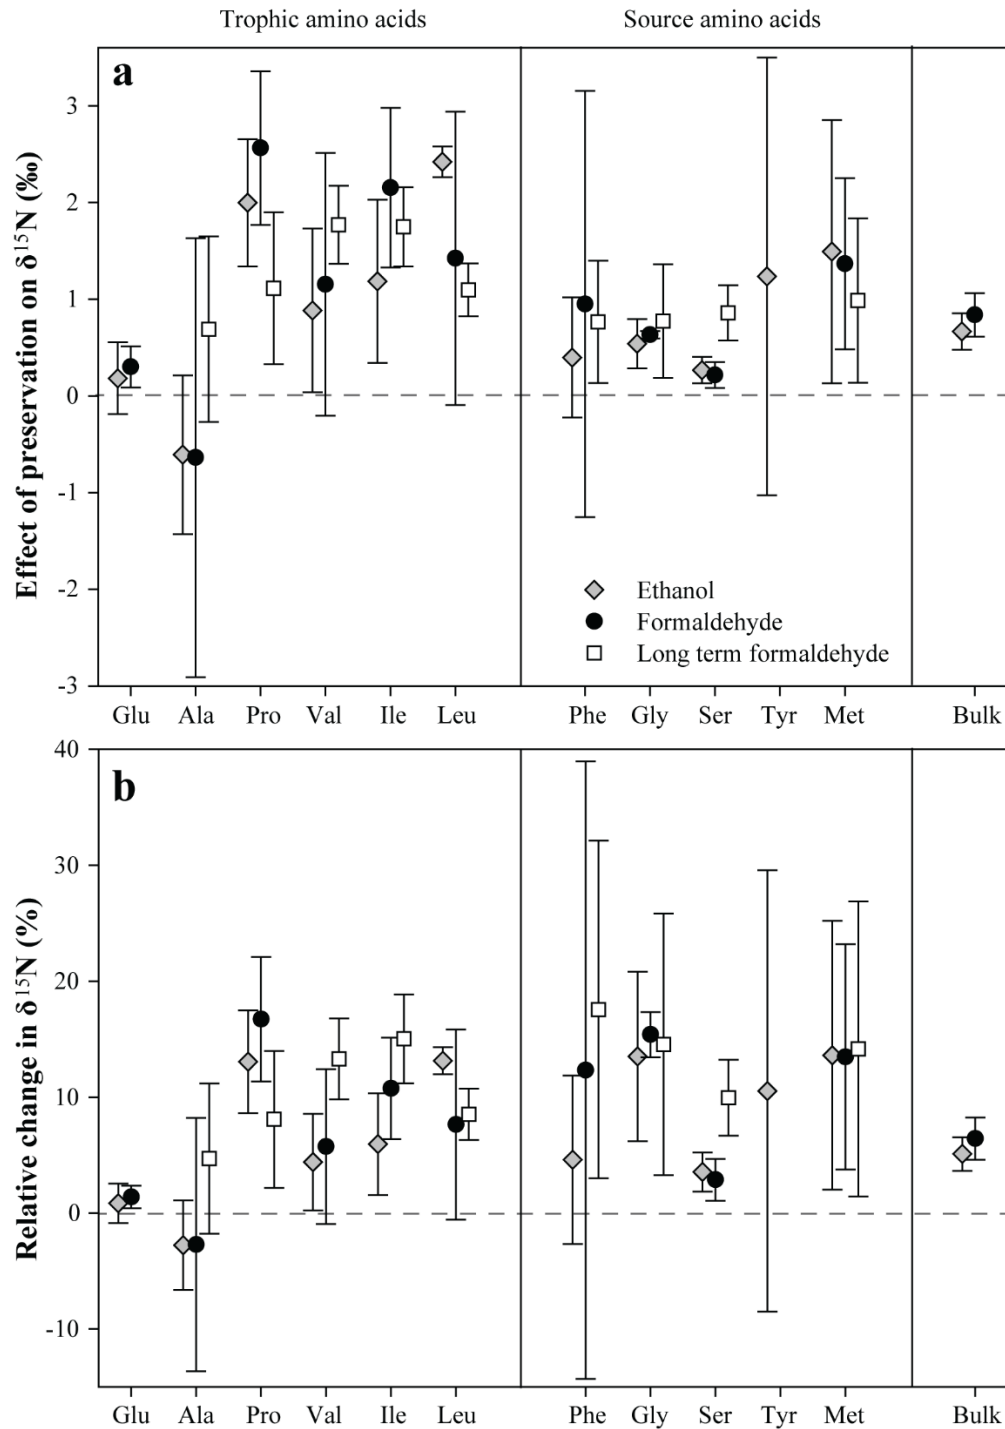 Trophic amino acids
Source amino acids
a
Effect of preservation on δ¹⁵N (‰)
3
2
1
0
-1
-2
-3
Ethanol
Formaldehyde
Long term formaldehyde
Glu Ala Pro Val Ile Leu Phe Gly Ser Tyr Met Bulk
b
Relative change in δ¹⁵N (%)
40
30
20
10
0
-10
Glu Ala Pro Val Ile Leu Phe Gly Ser Tyr Met Bulk